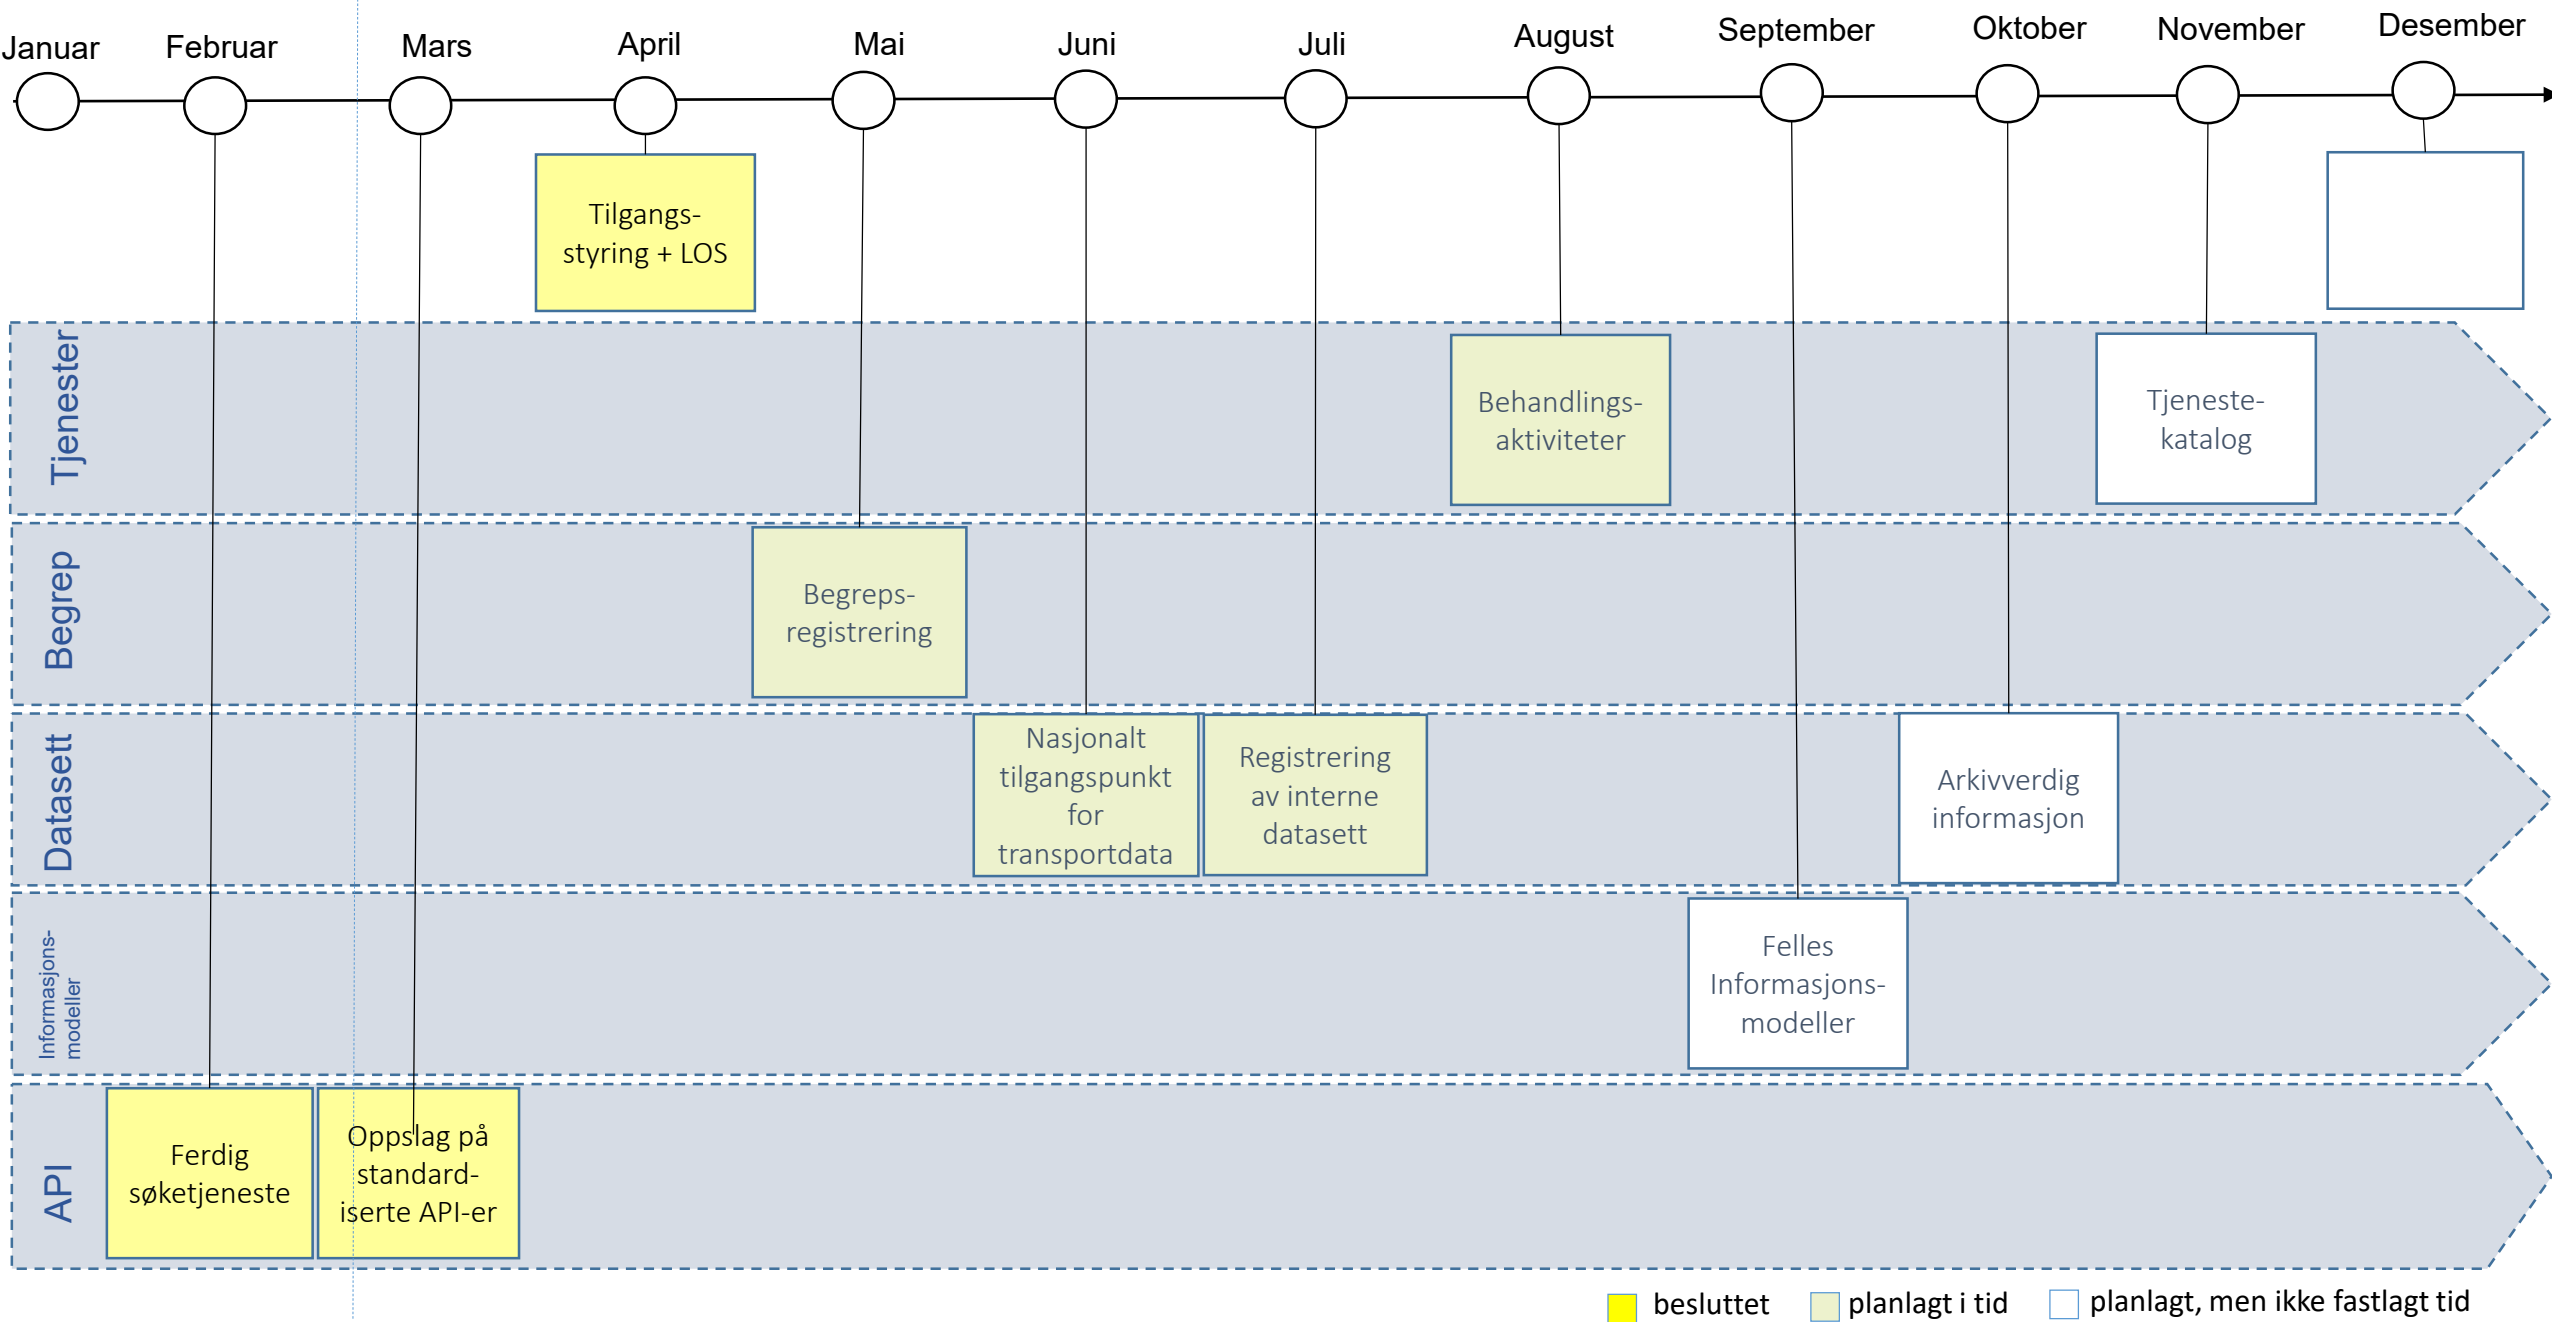 Januar
Februar
Mars
April
Mai
Juni
Juli
August
September
Oktober
November
Desember
Tilgangs-
styring + LOS
Tjenester
Behandlings-
aktiviteter
Tjeneste-
katalog
Begrep
Begreps-
registrering
Datasett
Nasjonalt
tilgangspunkt
for
transportdata
Registrering
av interne
datasett
Arkivverdig
informasjon
Informasjons-
modeller
Felles
Informasjons-
modeller
API
Ferdig
søketjeneste
Oppslag på
standard-
iserte API-er
besluttet
planlagt i tid
planlagt, men ikke fastlagt tid